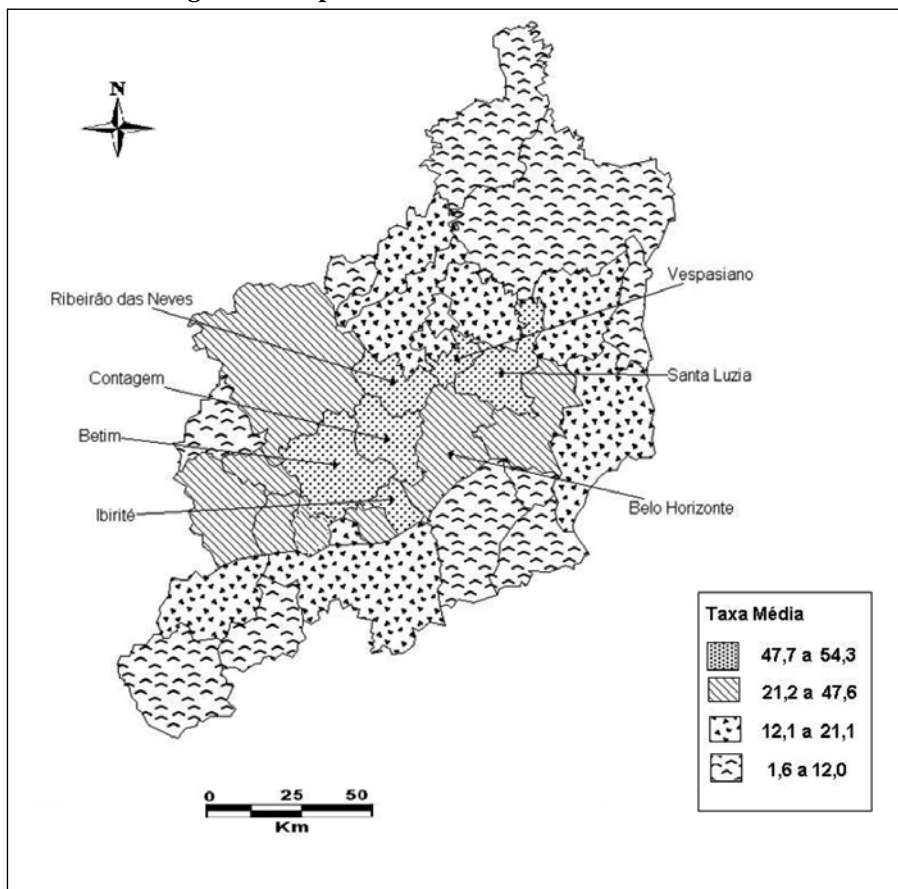 N
Vespasiano
Ribeirão das Neves
Contagem
Santa Luzia
Betim
Ibirité
Belo Horizonte
Taxa Média
47,7 a 54,3
21,2 a 47,6
12,1 a 21,1
1,6 a 12,0
0 25 50
Km